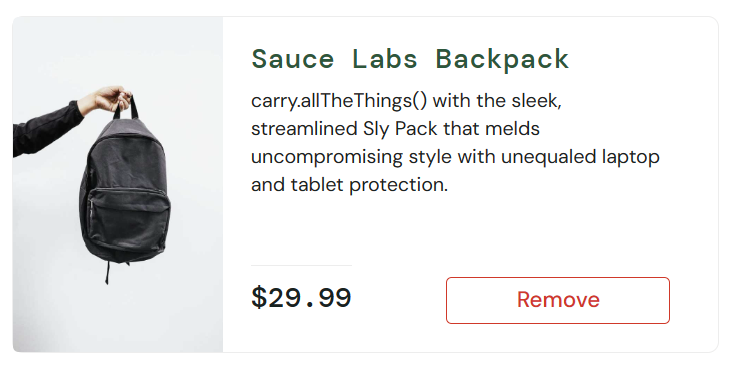 Sauce Labs Backpack
carry.allTheThings() with the sleek,
streamlined Sly Pack that melds
uncompromising style with unequaled laptop
and tablet protection.
$29.99
Remove